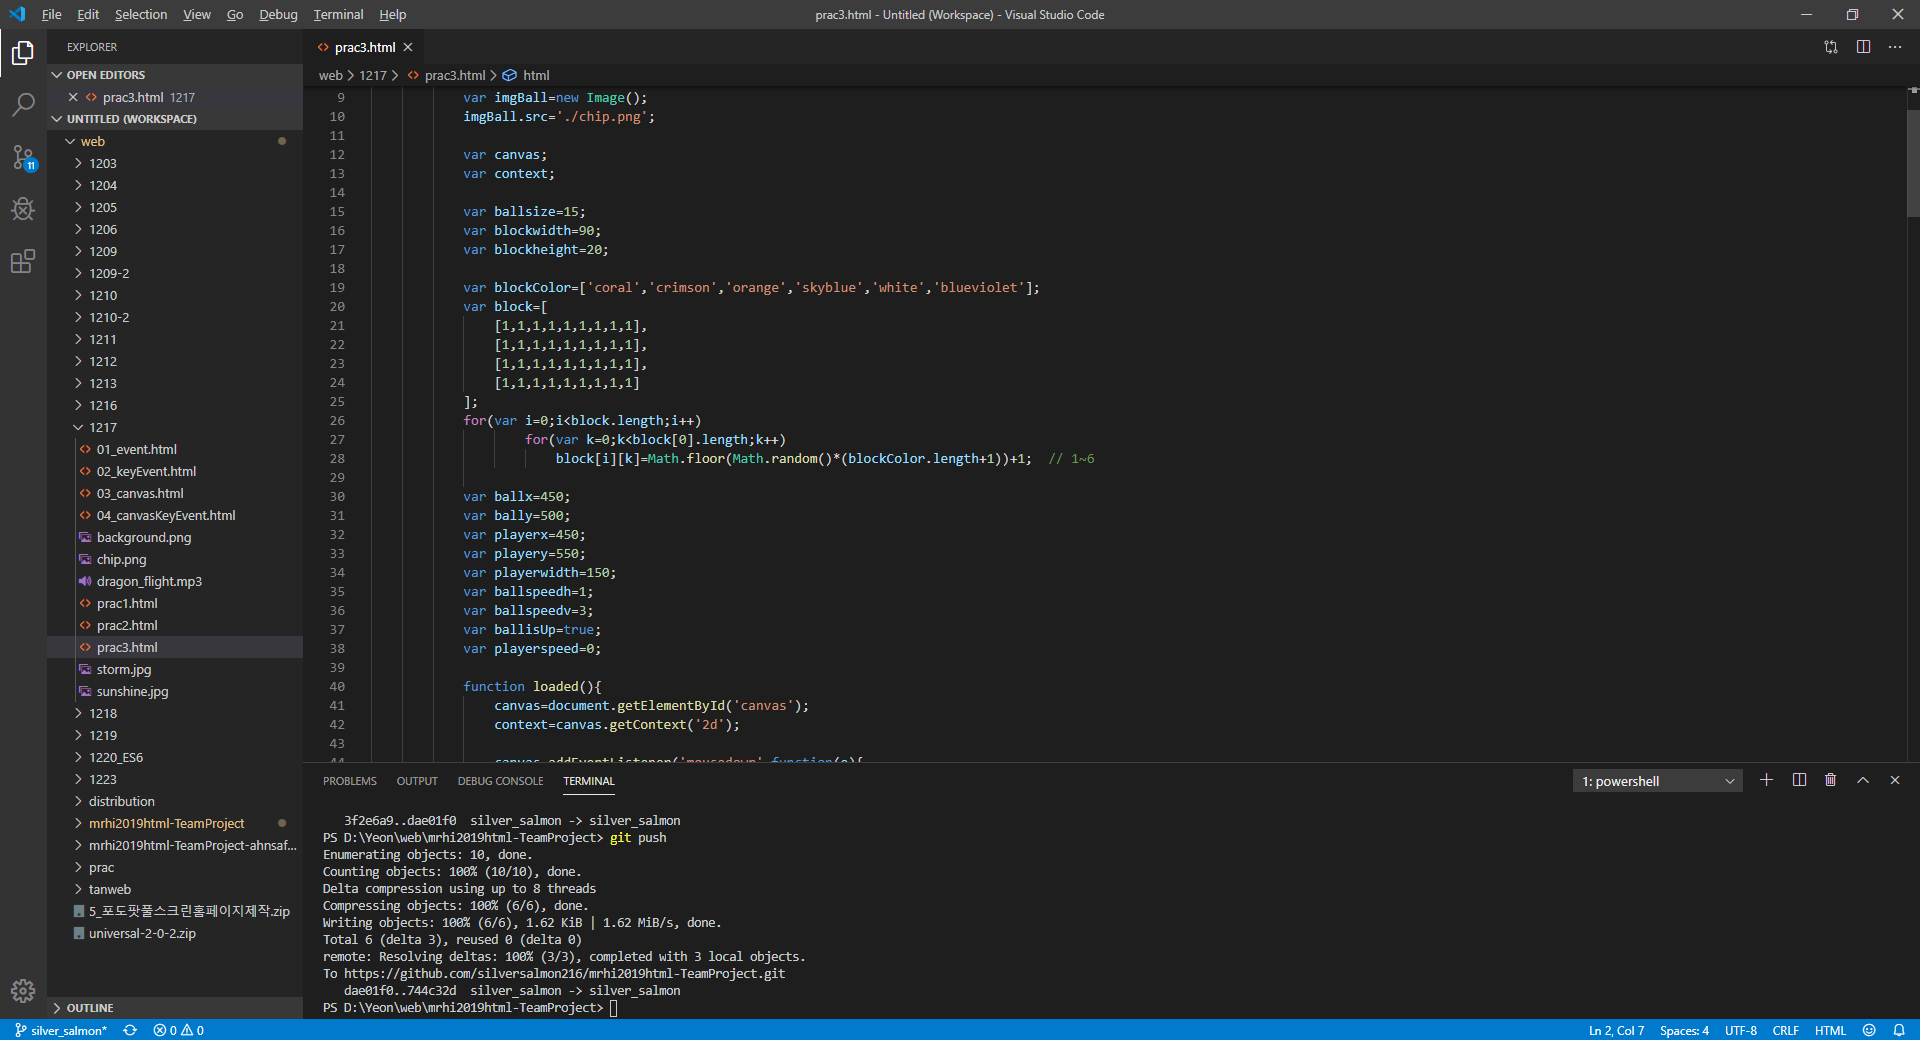 File Edit Selection View Go Debug Terminal Help
prac3.html - Untitled (Workspace) - Visual Studio Code
EXPLORER
OPEN EDITORS
prac3.html 1217
UNTITLED (WORKSPACE)
web
1203
1204
1205
1206
1209
1209-2
1210
1210-2
1211
1212
1213
1216
1217
01_event.html
02_keyEvent.html
03_canvas.html
04_canvasKeyEvent.html
background.png
chip.png
dragon_flight.mp3
prac1.html
prac2.html
prac3.html
storm.jpg
sunshine.jpg
1218
1219
1220_ES6
1223
distribution
mrhi2019html-TeamProject
mrhi2019html-TeamProject-ahnsaf...
prac
tanweb
5_포도팟풀스크린홈페이지제작.zip
universal-2-0-2.zip
OUTLINE
11
prac3.html
web > 1217 > prac3.html > html
9 var imgBall=new Image();
10 imgBall.src='./chip.png';
11
12 var canvas;
13 var context;
14
15 var ballsize=15;
16 var blockwidth=90;
17 var blockheight=20;
18
19 var blockColor=['coral','crimson','orange','skyblue','white','blueviolet'];
20 var block=[
21 [1,1,1,1,1,1,1,1,1],
22 [1,1,1,1,1,1,1,1,1],
23 [1,1,1,1,1,1,1,1,1],
24 [1,1,1,1,1,1,1,1,1]
25 ];
26 for(var i=0;i<block.length;i++)
27 for(var k=0;k<block[0].length;k++)
28 block[i][k]=Math.floor(Math.random()*(blockColor.length+1))+1; // 1~6
29
30 var ballx=450;
31 var bally=500;
32 var playerx=450;
33 var playery=550;
34 var playerwidth=150;
35 var ballspeedh=1;
36 var ballspeedv=3;
37 var ballisUp=true;
38 var playerspeed=0;
39
40 function loaded(){
41 canvas=document.getElementById('canvas');
42 context=canvas.getContext('2d');
43
44 canvas.addEventListener('mousedown',function(e){
PROBLEMS OUTPUT DEBUG CONSOLE TERMINAL
1: powershell
3f2e6a9..dae01f0 silver_salmon -> silver_salmon
PS D:\Yeon\web\mrhi2019html-TeamProject> git push
Enumerating objects: 10, done.
Counting objects: 100% (10/10), done.
Delta compression using up to 8 threads
Compressing objects: 100% (6/6), done.
Writing objects: 100% (6/6), 1.62 KiB | 1.62 MiB/s, done.
Total 6 (delta 3), reused 0 (delta 0)
remote: Resolving deltas: 100% (3/3), completed with 3 local objects.
To https://github.com/silversalmon216/mrhi2019html-TeamProject.git
dae01f0..744c32d silver_salmon -> silver_salmon
PS D:\Yeon\web\mrhi2019html-TeamProject>
silver_salmon* 0 0
Ln 2, Col 7 Spaces: 4 UTF-8 CRLF HTML